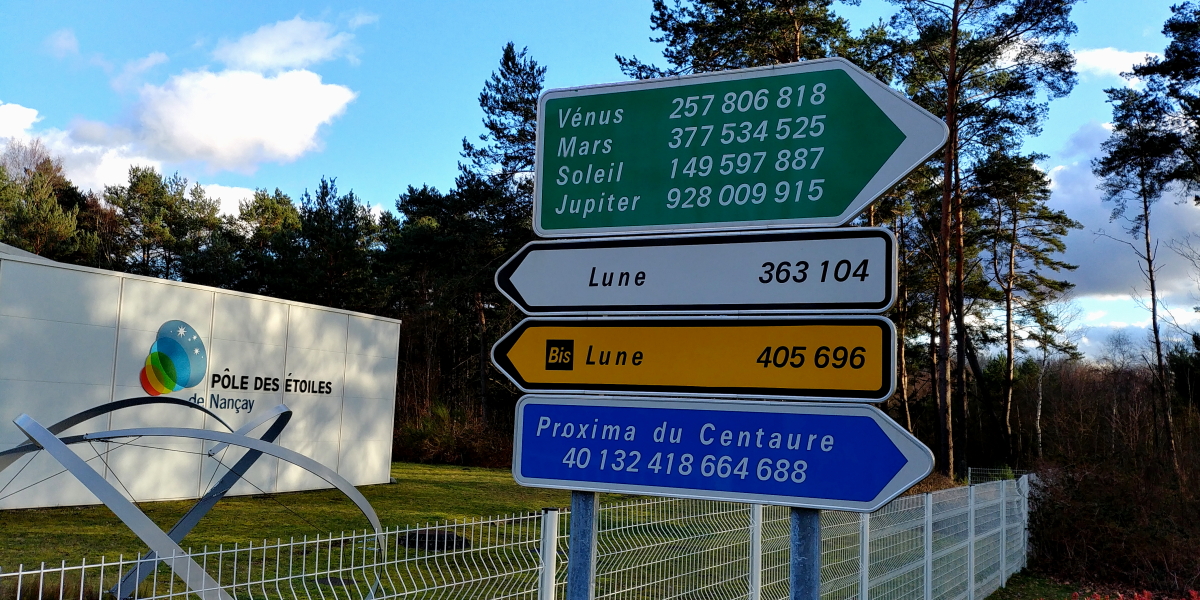 Vénus 257 806 818
Mars 377 534 525
Soleil 149 597 887
Jupiter 928 009 915
Lune 363 104
Bis Lune 405 696
Proxima du Centaure
40 132 418 664 688
PÔLE DES ÉTOILES
de Nançay